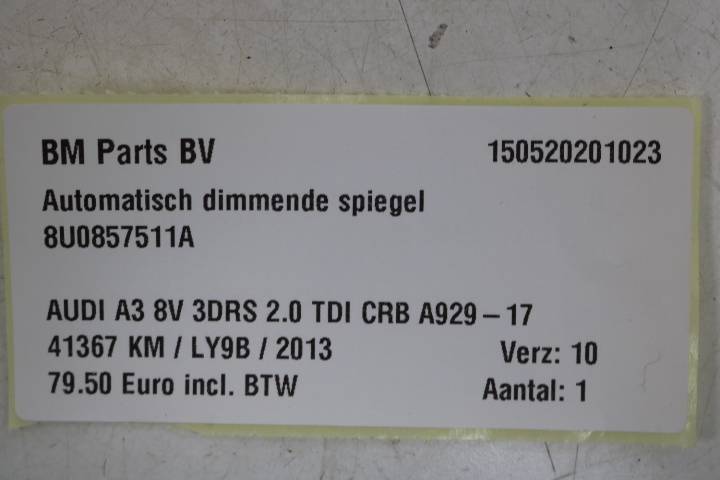 BM Parts BV 150520201023
Automatisch dimmende spiegel
8U0857511A
AUDI A3 8V 3DRS 2.0 TDI CRB A929-17
41367 KM / LY9B / 2013 Verz: 10
79.50 Euro incl. BTW Aantal: 1